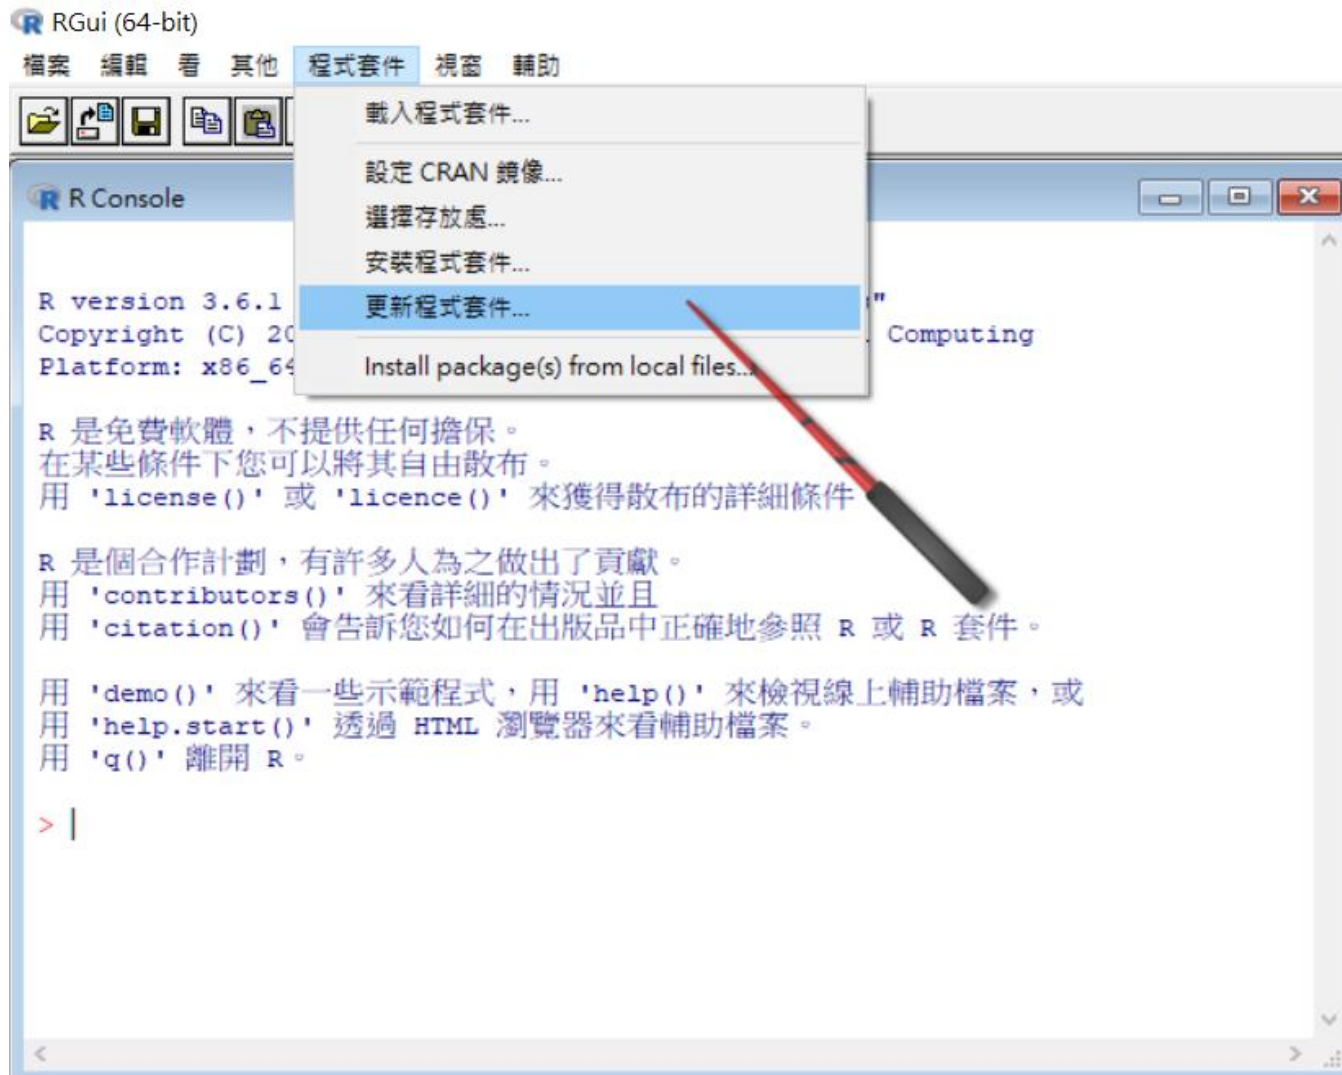 RGui (64-bit)
檔案 編輯 看 其他 程式套件 視窗 輔助
載入程式套件...
設定 CRAN 鏡像...
選擇存放處...
安裝程式套件...
更新程式套件...
Install package(s) from local files...
R Console
R version 3.6.1 "
Copyright (C) 20 Computing
Platform: x86_64
R 是免費軟體，不提供任何擔保。
在某些條件下您可以將其自由散布。
用 'license()' 或 'licence()' 來獲得散布的詳細條件
R 是個合作計劃，有許多人為之做出了貢獻。
用 'contributors()' 來看詳細的情況並且
用 'citation()' 會告訴您如何在出版品中正確地參照 R 或 R 套件。
用 'demo()' 來看一些示範程式，用 'help()' 來檢視線上輔助檔案，或
用 'help.start()' 透過 HTML 瀏覽器來看輔助檔案。
用 'q()' 離開 R。
>